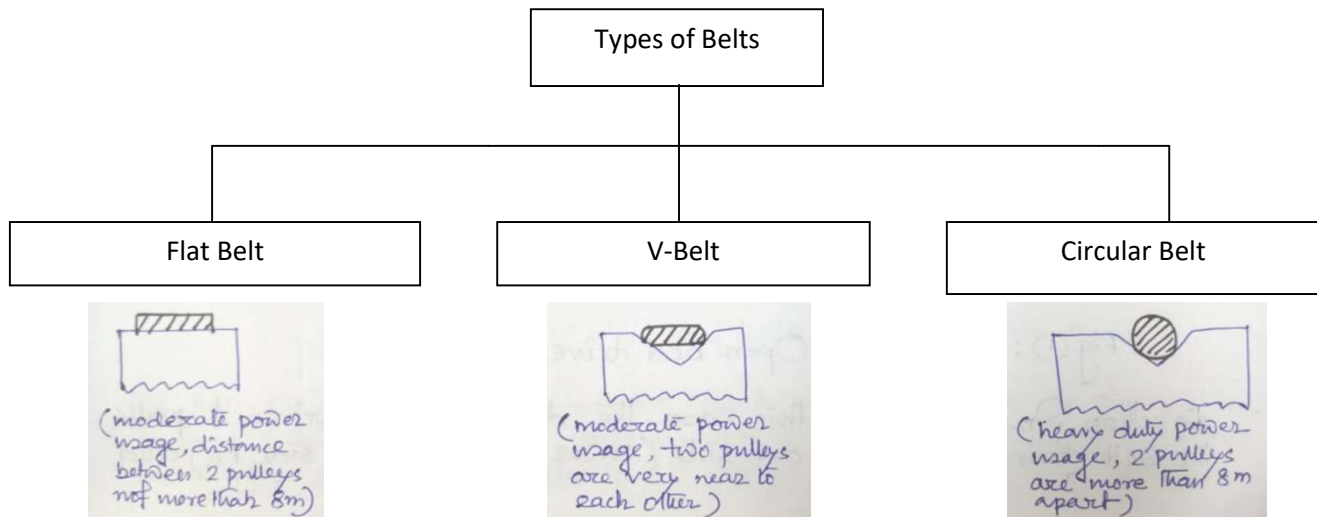 Types of Belts
Flat Belt
V-Belt
Circular Belt
(moderate power
usage, distance
between 2 pulleys
not more than 8m)
(moderate power
usage, two pulleys
are very near to
each other)
(heavy duty power
usage, 2 pulleys
are more than 8m
apart)